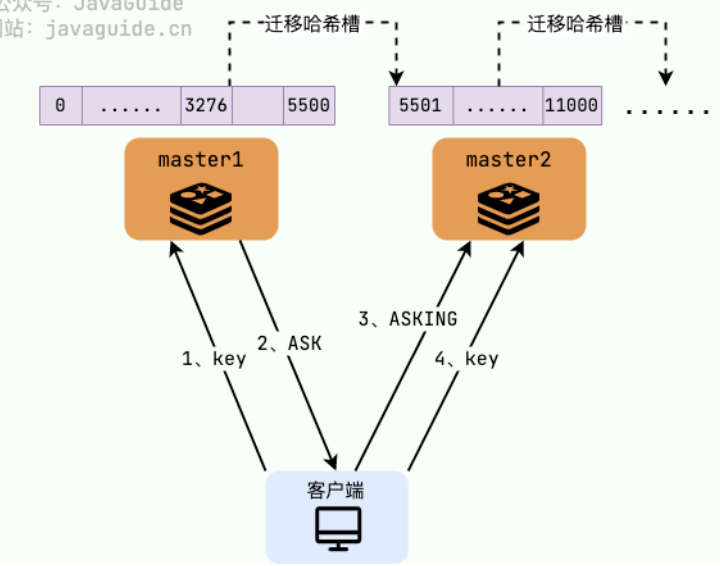 公众号：JavaGuide
网站：javaguide.cn
迁移哈希槽
迁移哈希槽
0 ...... 3276 5500
5501 ...... 11000 ......
master1
master2
3、ASKING
2、ASK
1、key
4、key
客户端